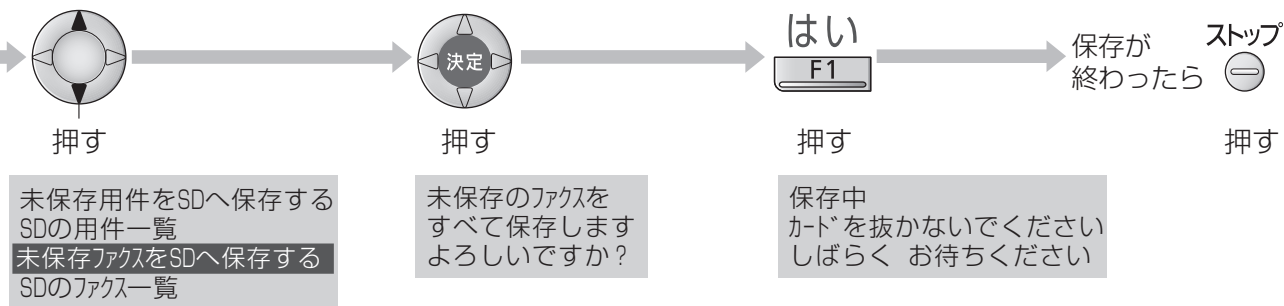 押す
未保存用件をSDへ保存する
SDの用件一覧
未保存ﾌｧｸｽをSDへ保存する
SDのﾌｧｸｽ一覧
決定
押す
未保存のﾌｧｸｽを
すべて保存します
よろしいですか？
はい
F1
押す
保存中
ｶｰﾄﾞを抜かないでください
しばらく お待ちください
保存が
終わったら
ストップ
押す